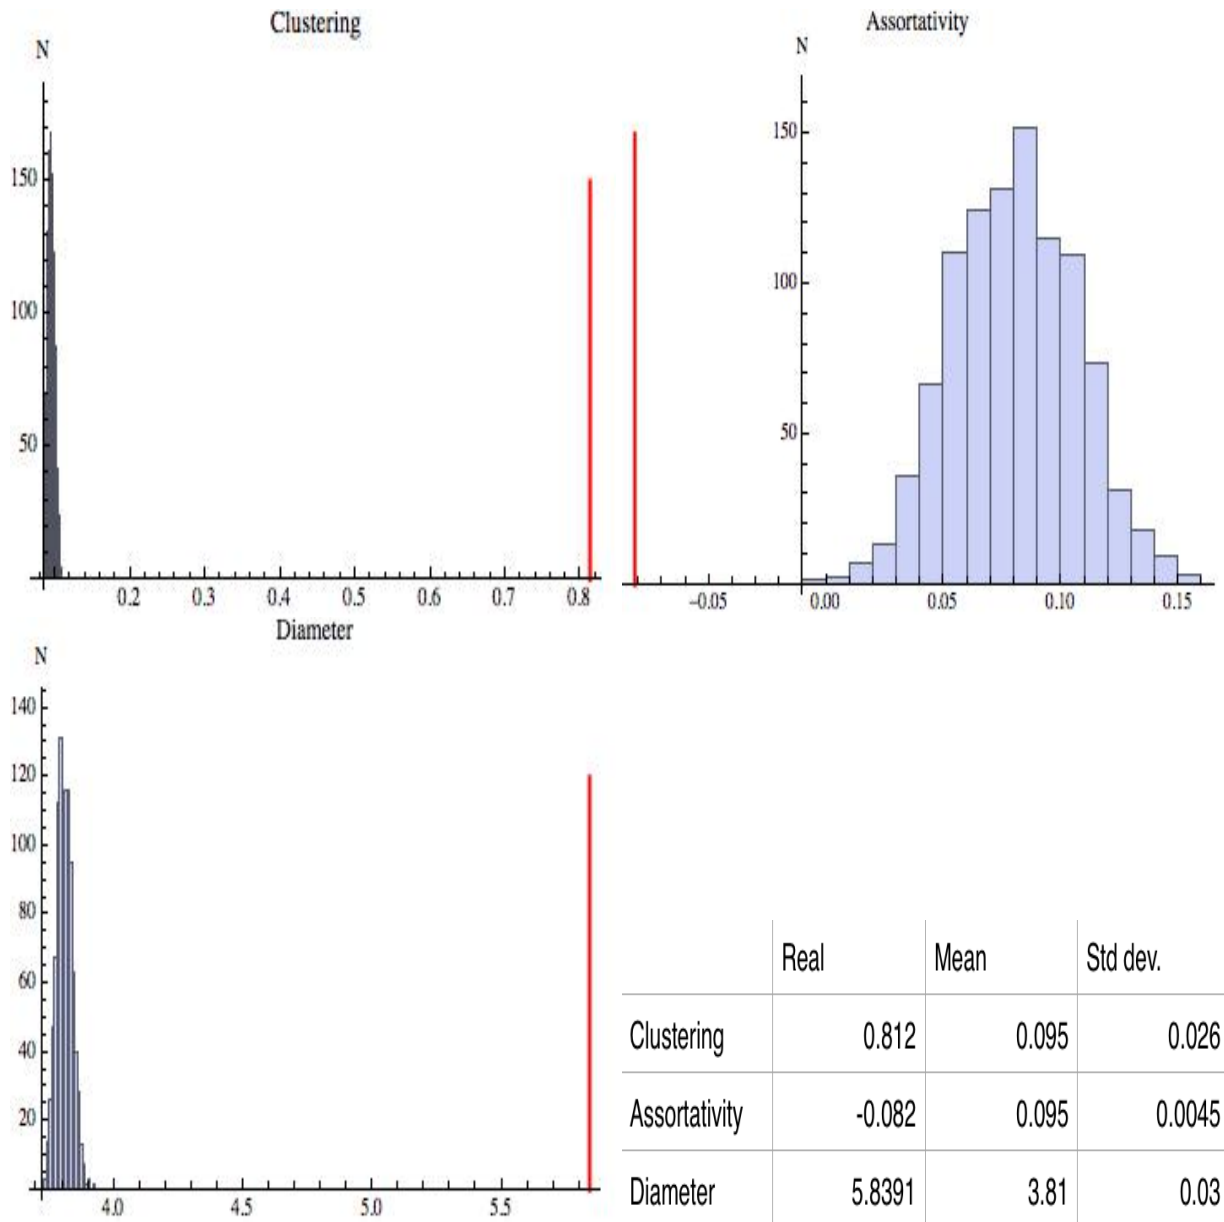 Clustering
N
150
100
50
0.2 0.3 0.4 0.5 0.6 0.7 0.8
Assortativity
N
150
100
50
−0.05 0.00 0.05 0.10 0.15
Diameter
N
140
120
100
80
60
40
20
4.0 4.5 5.0 5.5
Real Mean Std dev.
Clustering 0.812 0.095 0.026
Assortativity -0.082 0.095 0.0045
Diameter 5.8391 3.81 0.03